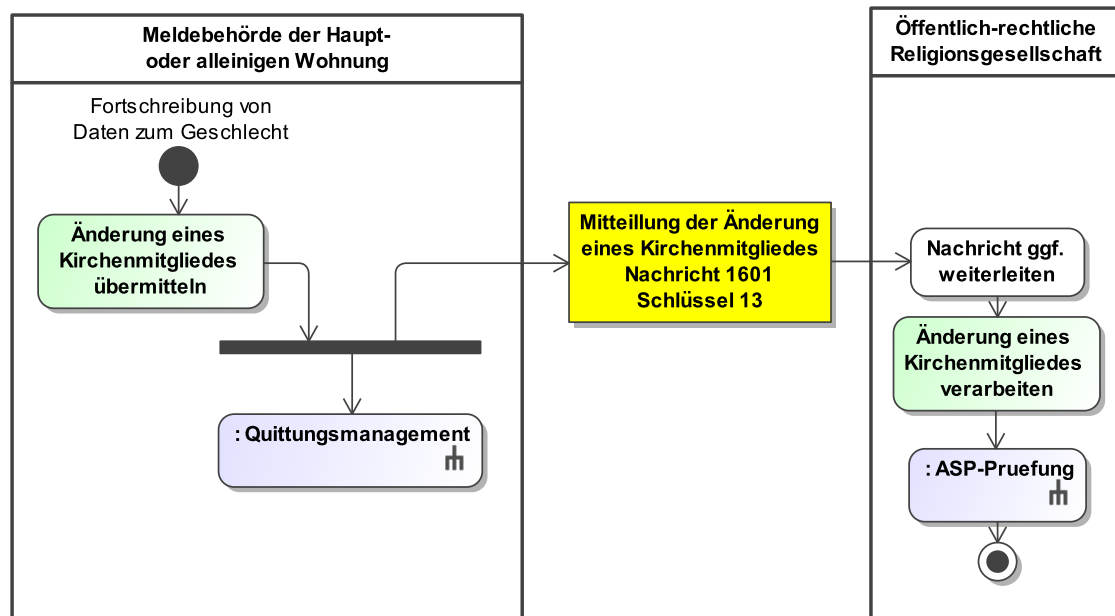 Meldebehörde der Haupt-
oder alleinigen Wohnung
Fortschreibung von
Daten zum Geschlecht
Änderung eines
Kirchenmitgliedes
übermitteln
: Quittungsmanagement
Mitteillung der Änderung
eines Kirchenmitgliedes
Nachricht 1601
Schlüssel 13
Öffentlich-rechtliche
Religionsgesellschaft
Nachricht ggf.
weiterleiten
Änderung eines
Kirchenmitgliedes
verarbeiten
: ASP-Pruefung